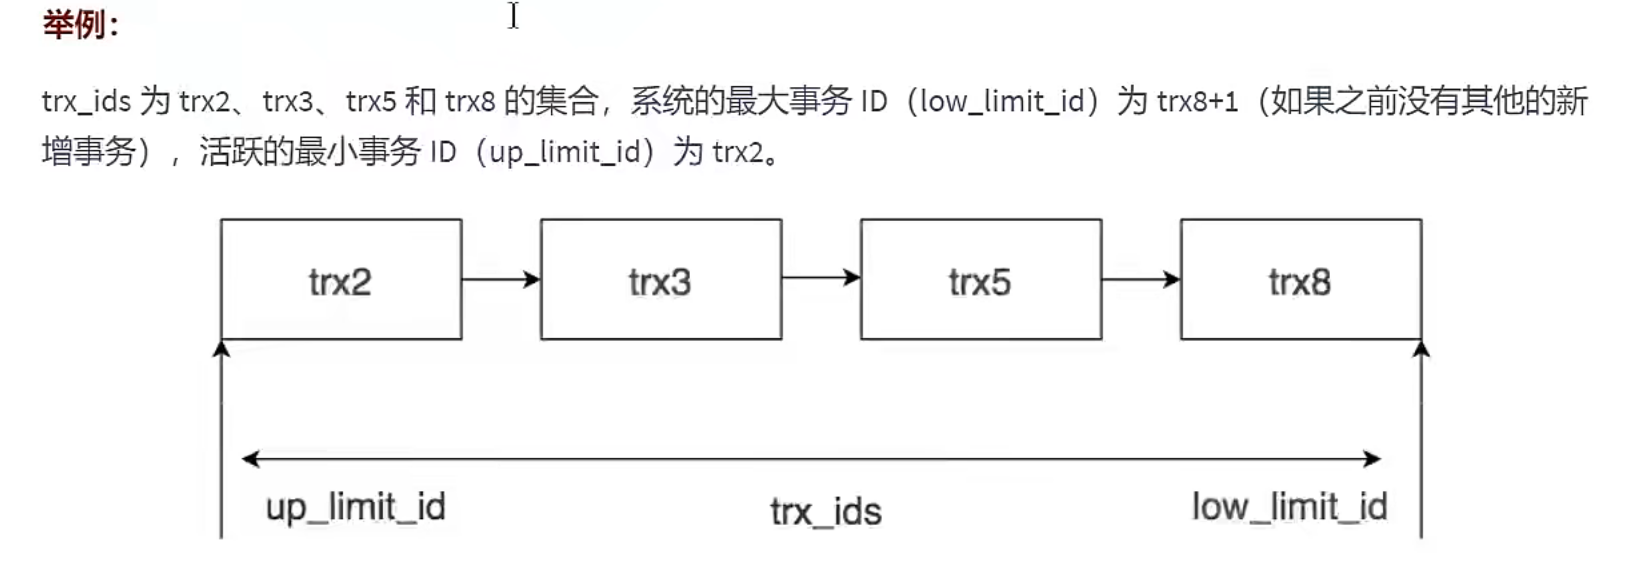 举例：
trx_ids 为 trx2、trx3、trx5 和 trx8 的集合，系统的最大事务 ID（low_limit_id）为 trx8+1（如果之前没有其他的新
增事务），活跃的最小事务 ID（up_limit_id）为 trx2。
trx2
trx3
trx5
trx8
up_limit_id
trx_ids
low_limit_id